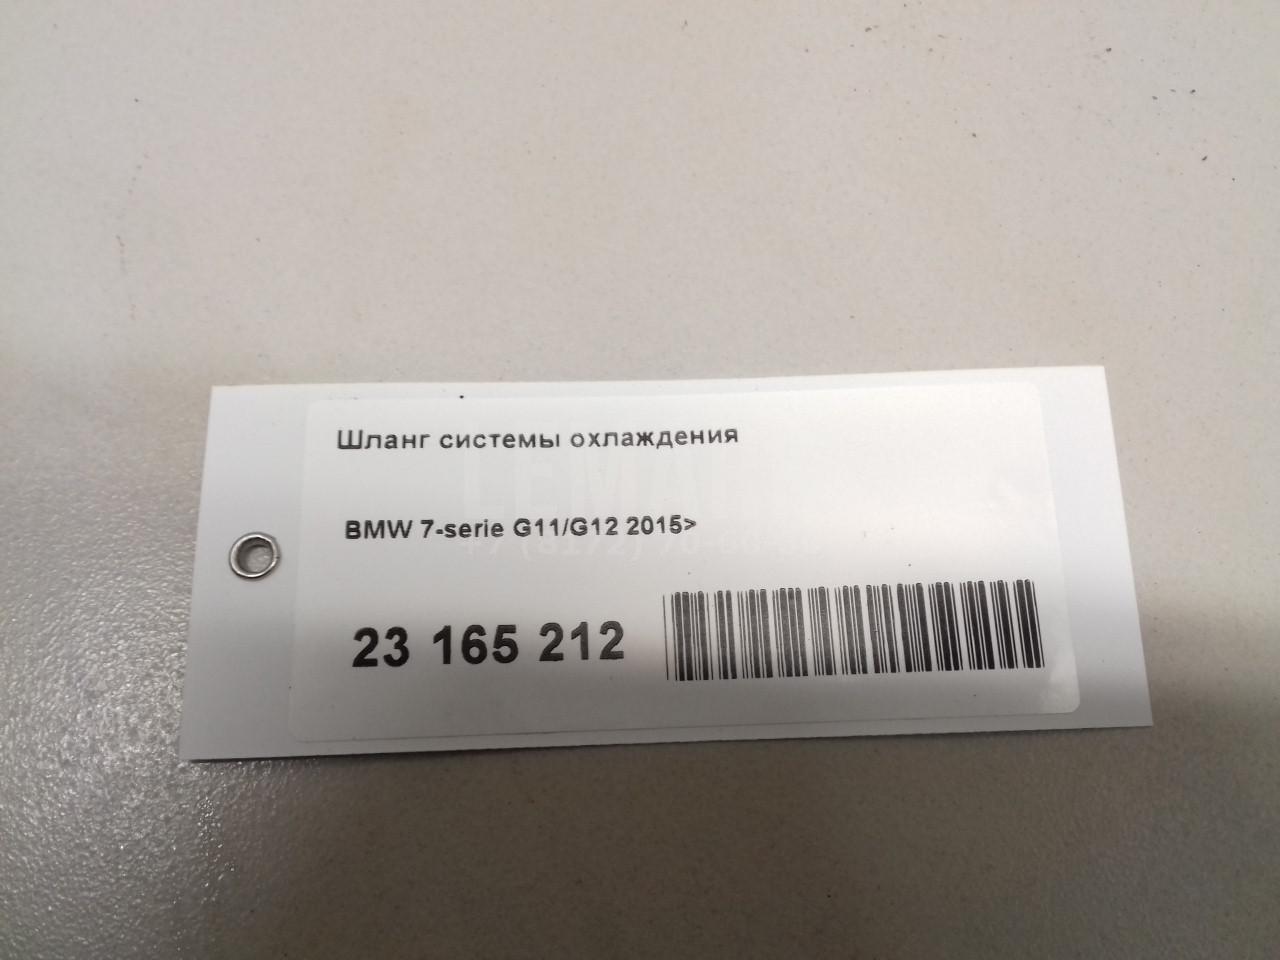 Шланг системы охлаждения
BMW 7-serie G11/G12 2015>
23 165 212